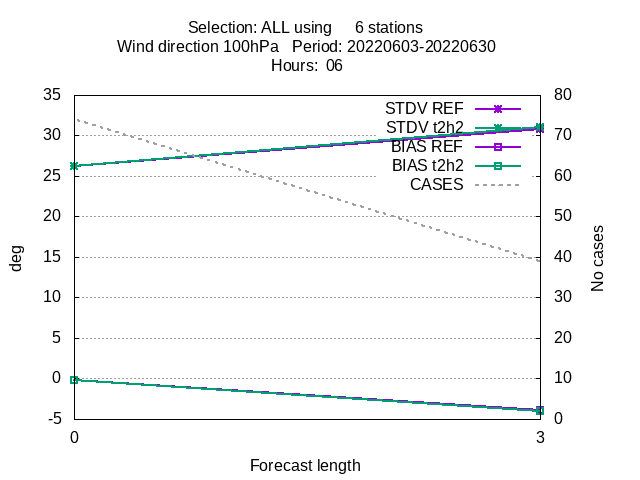 Selection: ALL using 6 stations
Wind direction 100hPa Period: 20220603-20220630
Hours: 06
35
30
25
20
15
10
5
0
-5
80
70
60
50
40
30
20
10
0
STDV REF
STDV t2h2
BIAS REF
BIAS t2h2
CASES
deg
No cases
0
3
Forecast length